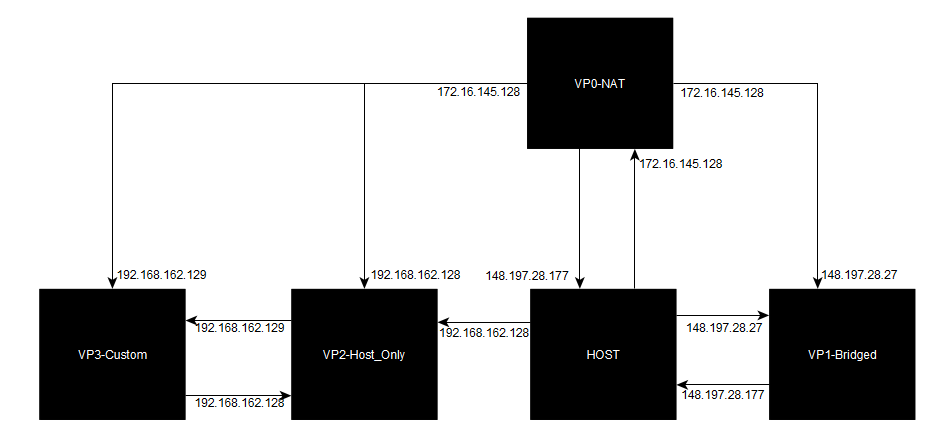 VP0-NAT
172.16.145.128
172.16.145.128
172.16.145.128
192.168.162.129
192.168.162.128
148.197.28.177
148.197.28.27
192.168.162.129
192.168.162.128
148.197.28.27
VP3-Custom
VP2-Host_Only
HOST
VP1-Bridged
192.168.162.128
148.197.28.177